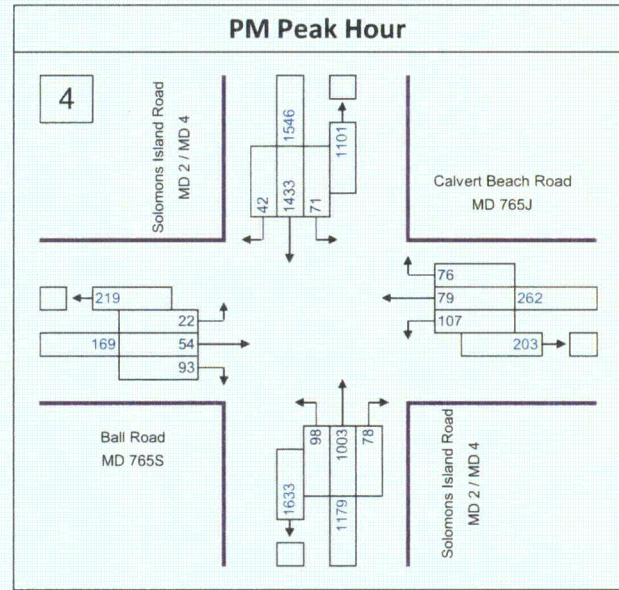 PM Peak Hour
4
Solomons Island Road
MD 2 / MD 4
1546
1101
42
1433
71
Calvert Beach Road
MD 765J
219
22
169
54
93
76
79
262
107
203
Ball Road
MD 765S
98
1003
78
1633
1179
Solomons Island Road
MD 2 / MD 4